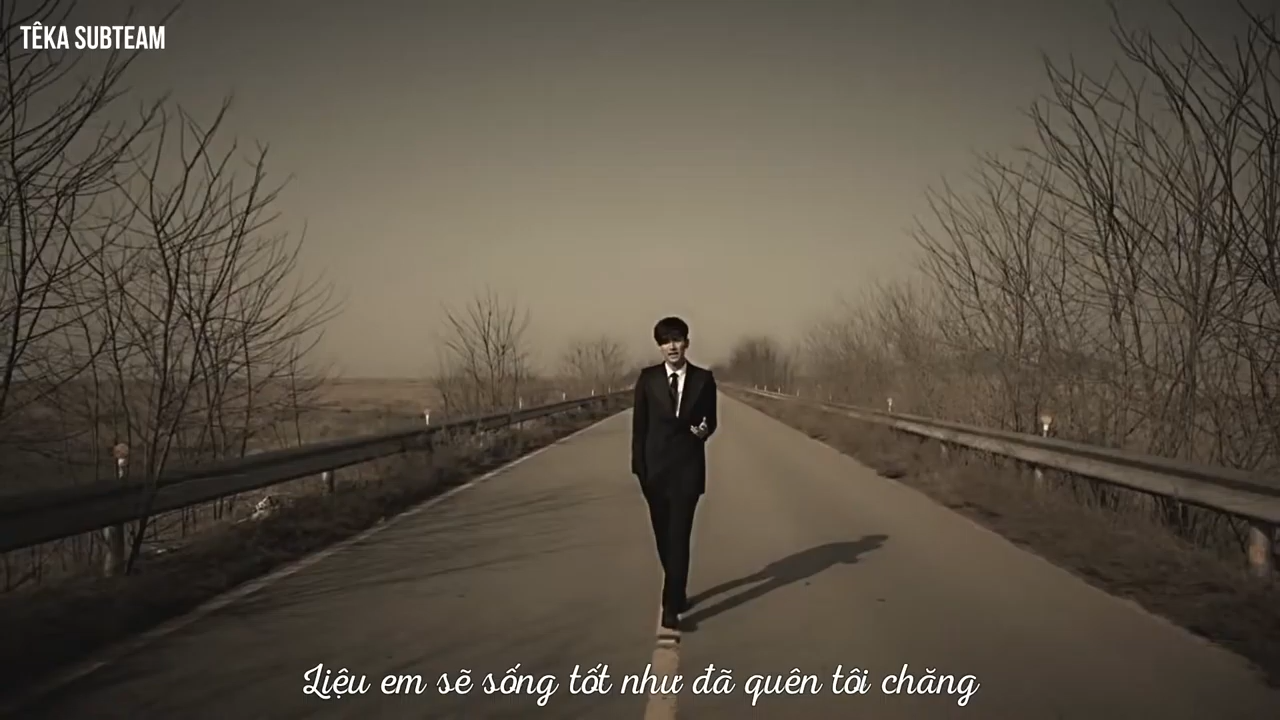 TÊKA SUBTEAM
Liệu em sẽ sống tốt như đã quên tôi chăng